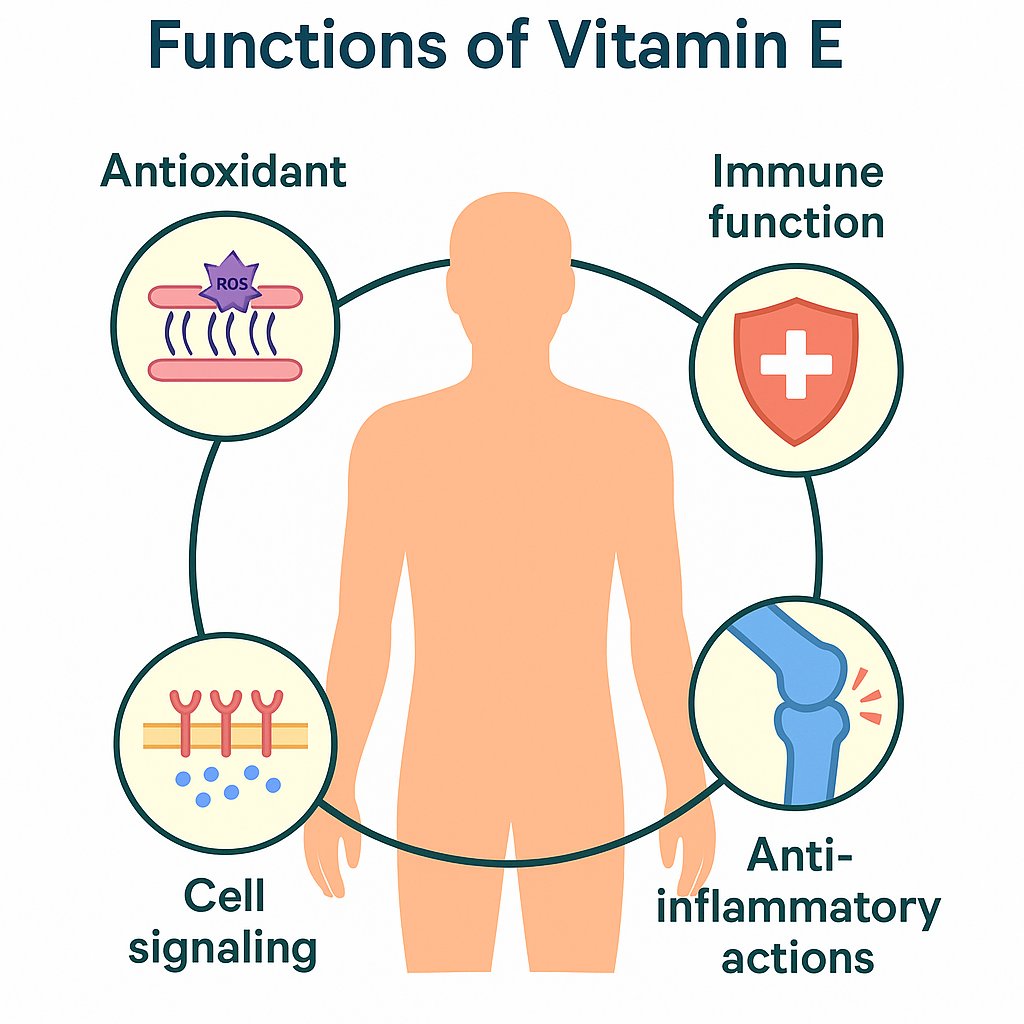 Functions of Vitamin E
Antioxidant
Immune
function
ROS
Cell
signaling
Anti-
inflammatory
actions